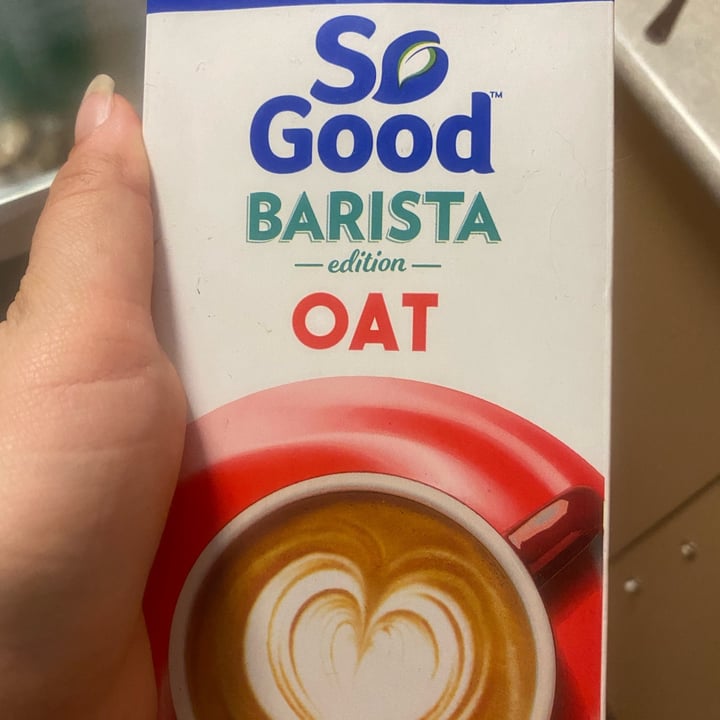 So
Good™
BARISTA
— edition —
OAT